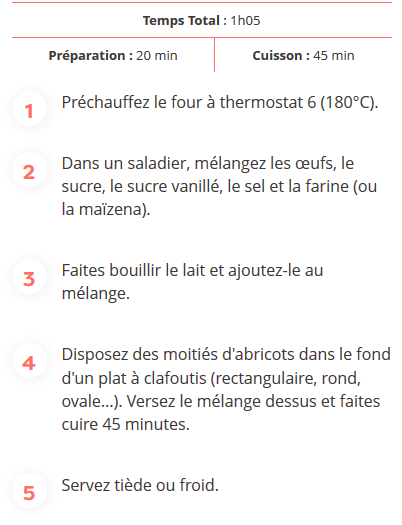 Temps Total : 1h05
Préparation : 20 min
Cuisson : 45 min
1
Préchauffez le four à thermostat 6 (180°C).
2
Dans un saladier, mélangez les œufs, le
sucre, le sucre vanillé, le sel et la farine (ou
la maïzena).
3
Faites bouillir le lait et ajoutez-le au
mélange.
4
Disposez des moitiés d'abricots dans le fond
d'un plat à clafoutis (rectangulaire, rond,
ovale...). Versez le mélange dessus et faites
cuire 45 minutes.
5
Servez tiède ou froid.